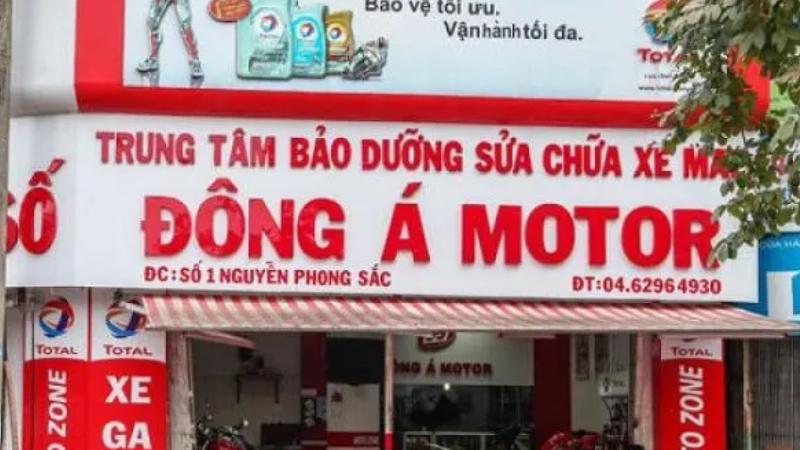 Bảo vệ tối ưu.
Vận hành tối đa.
TOTAL
TRUNG TÂM BẢO DƯỠNG SỬA CHỮA XE
SỐ
ĐÔNG Á MOTOR
ĐC: SỐ 1 NGUYỄN PHONG SẮC
ĐT: 04.62964930
TOTAL
TOTAL
TOTAL
XE
GA
ZONE
ĐÔNG Á MOTOR
ZONE